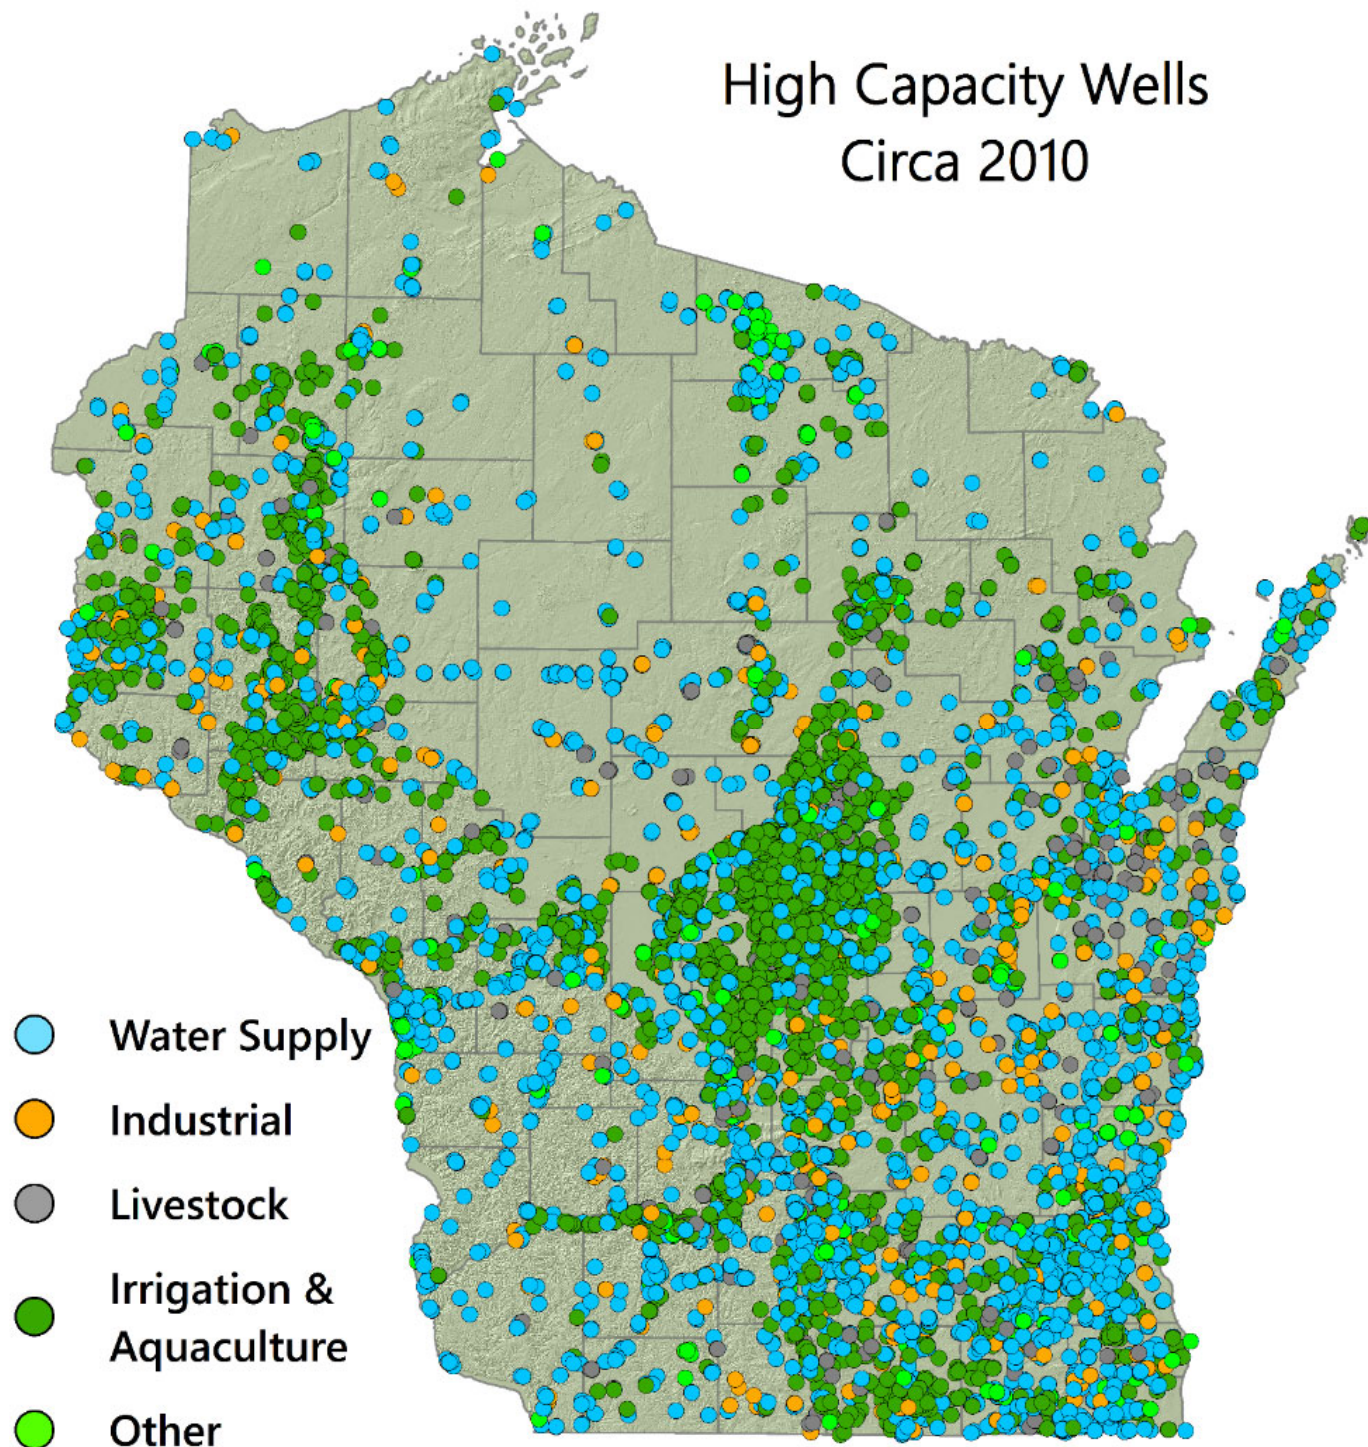 High Capacity Wells
Circa 2010
Water Supply
Industrial
Livestock
Irrigation &
Aquaculture
Other